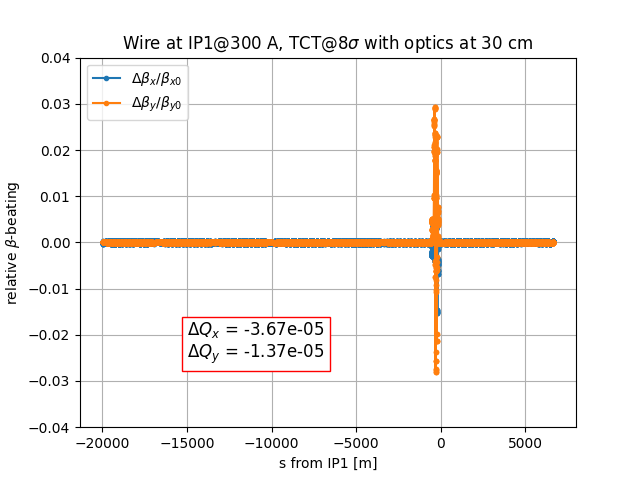 Wire at IP1@300 A, TCT@8σ with optics at 30 cm
0.04
0.03
0.02
0.01
0.00
−0.01
−0.02
−0.03
−0.04
relative β-beating
Δβx/βx0
Δβy/βy0
ΔQx = -3.67e-05
ΔQy = -1.37e-05
−20000 −15000 −10000 −5000 0 5000
s from IP1 [m]